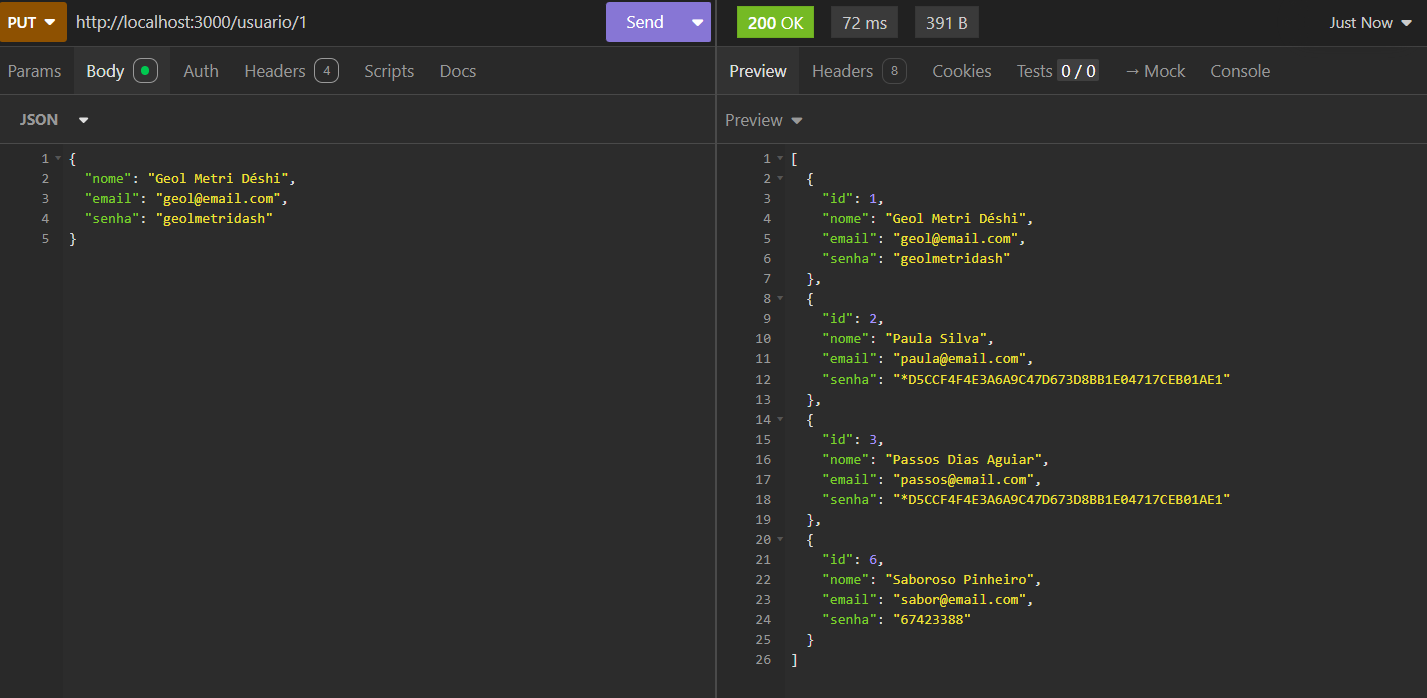 PUT http://localhost:3000/usuario/1 Send
Params Body Auth Headers 4 Scripts Docs
JSON
1 {
2 "nome": "Geol Metri Déshi",
3 "email": "geol@email.com",
4 "senha": "geolmetridash"
5 }
200 OK 72 ms 391 B Just Now
Preview Headers 8 Cookies Tests 0 / 0 → Mock Console
Preview
1 [
2 {
3 "id": 1,
4 "nome": "Geol Metri Déshi",
5 "email": "geol@email.com",
6 "senha": "geolmetridash"
7 },
8 {
9 "id": 2,
10 "nome": "Paula Silva",
11 "email": "paula@email.com",
12 "senha": "*D5CCF4F4E3A6A9C47D673D8BB1E04717CEB01AE1"
13 },
14 {
15 "id": 3,
16 "nome": "Passos Dias Aguiar",
17 "email": "passos@email.com",
18 "senha": "*D5CCF4F4E3A6A9C47D673D8BB1E04717CEB01AE1"
19 },
20 {
21 "id": 6,
22 "nome": "Saboroso Pinheiro",
23 "email": "sabor@email.com",
24 "senha": "67423388"
25 }
26 ]